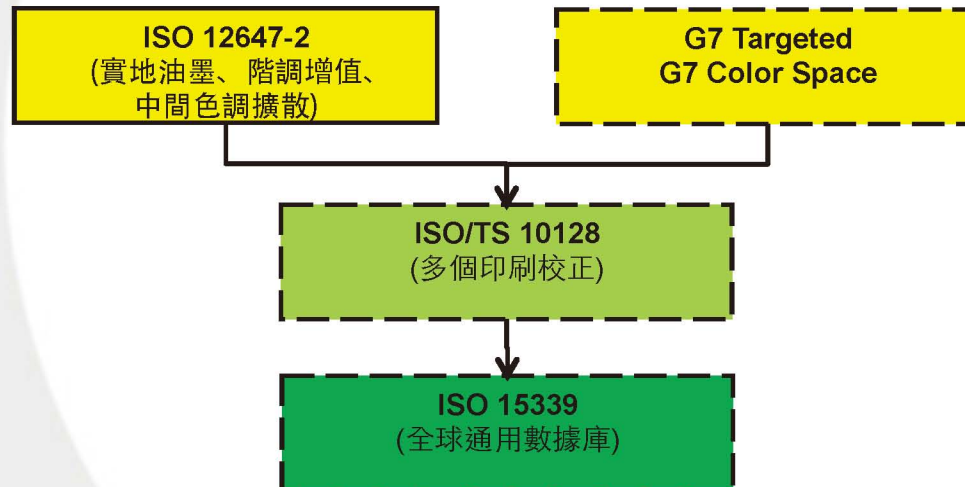 ISO 12647-2
(實地油墨、階調增值、
中間色調擴散)
G7 Targeted
G7 Color Space
ISO/TS 10128
(多個印刷校正)
ISO 15339
(全球通用數據庫)